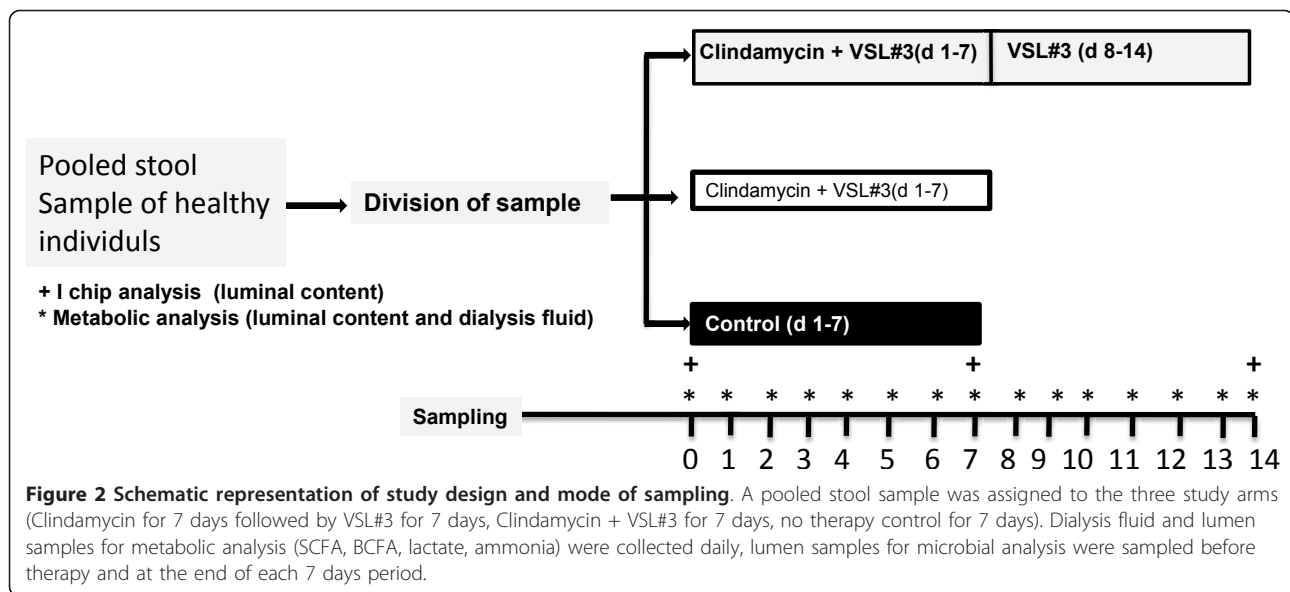 Clindamycin + VSL#3(d 1-7) VSL#3 (d 8-14)
Pooled stool
Sample of healthy
individuls
Division of sample
Clindamycin + VSL#3(d 1-7)
+ I chip analysis (luminal content)
* Metabolic analysis (luminal content and dialysis fluid)
Control (d 1-7)
+ + +
* * * * * * * * * * * * * * *
Sampling
0 1 2 3 4 5 6 7 8 9 10 11 12 13 14
Figure 2 Schematic representation of study design and mode of sampling. A pooled stool sample was assigned to the three study arms
(Clindamycin for 7 days followed by VSL#3 for 7 days, Clindamycin + VSL#3 for 7 days, no therapy control for 7 days). Dialysis fluid and lumen
samples for metabolic analysis (SCFA, BCFA, lactate, ammonia) were collected daily, lumen samples for microbial analysis were sampled before
therapy and at the end of each 7 days period.